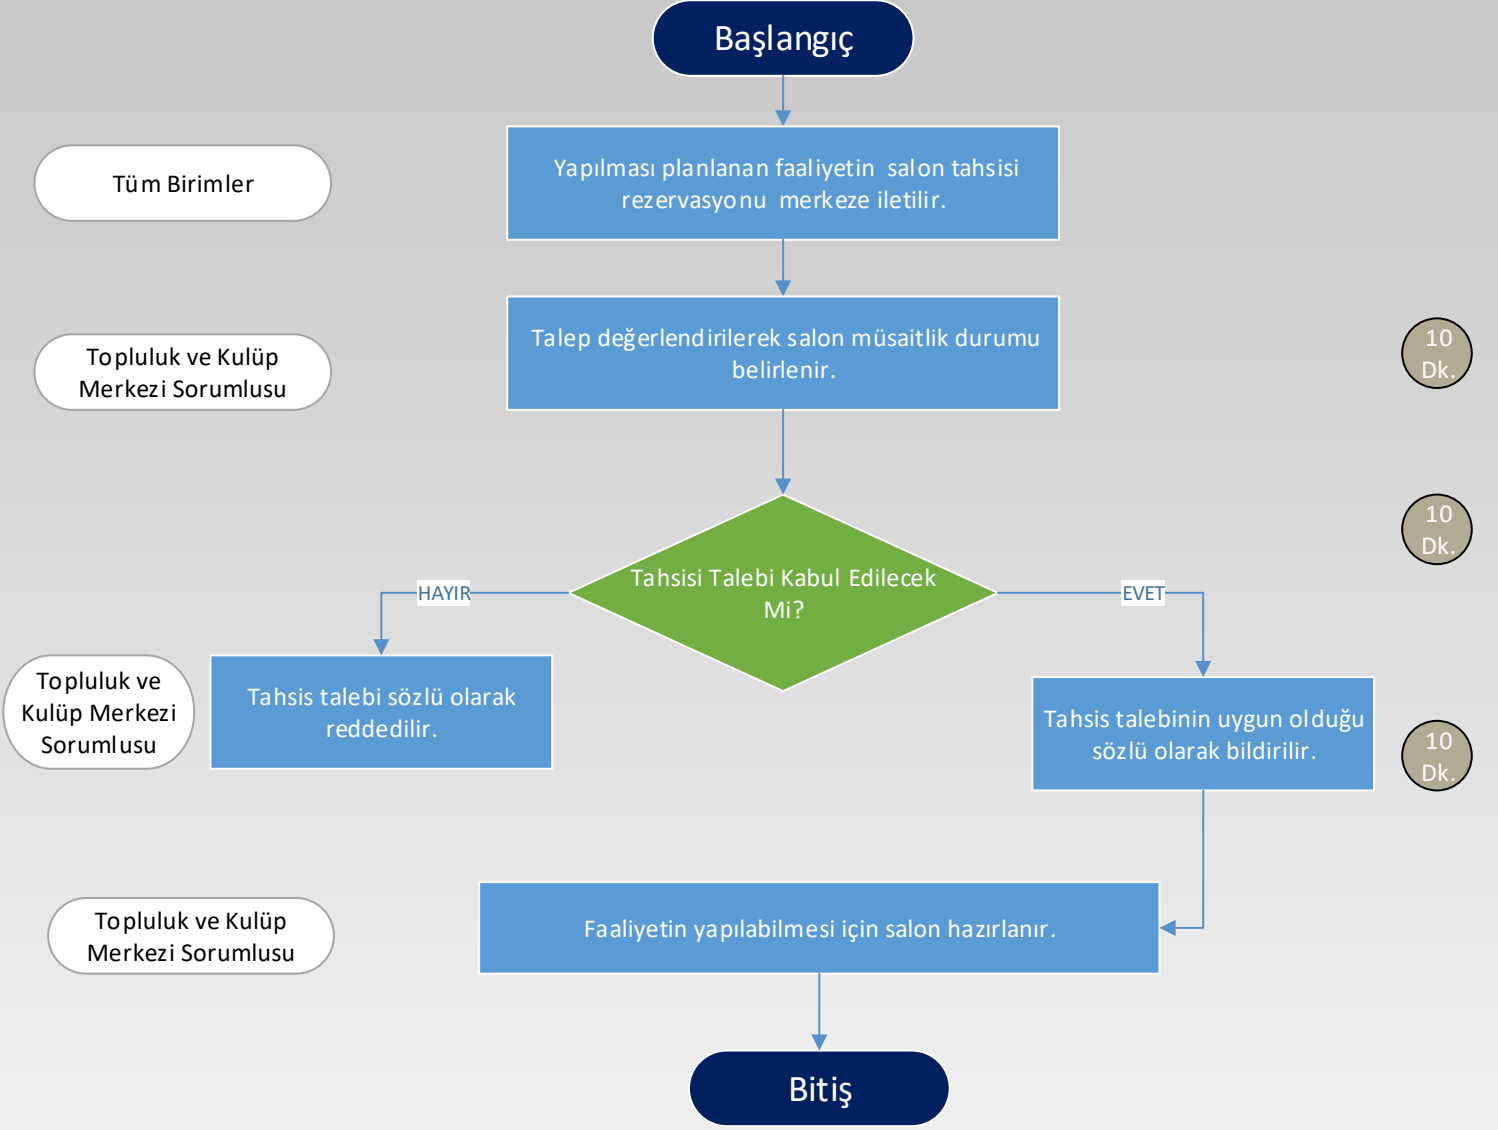 Başlangıç
Tüm Birimler
Yapılması planlanan faaliyetin salon tahsisi
rezervasyonu merkeze iletilir.
Topluluk ve Kulüp
Merkezi Sorumlusu
Talep değerlendirilerek salon müsaitlik durumu
belirlenir.
10
Dk.
10
Dk.
Tahsisi Talebi Kabul Edilecek
Mi?
HAYIR
EVET
Topluluk ve
Kulüp Merkezi
Sorumlusu
Tahsis talebi sözlü olarak
reddedilir.
Tahsis talebinin uygun olduğu
sözlü olarak bildirilir.
10
Dk.
Topluluk ve Kulüp
Merkezi Sorumlusu
Faaliyetin yapılabilmesi için salon hazırlanır.
Bitiş